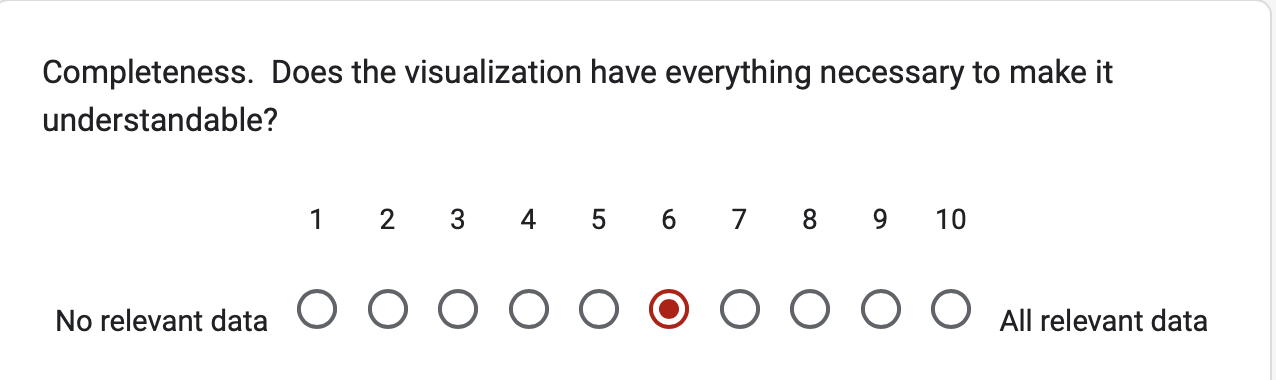 Completeness.  Does the visualization have everything necessary to make it
understandable?
1 2 3 4 5 6 7 8 9 10
No relevant data All relevant data